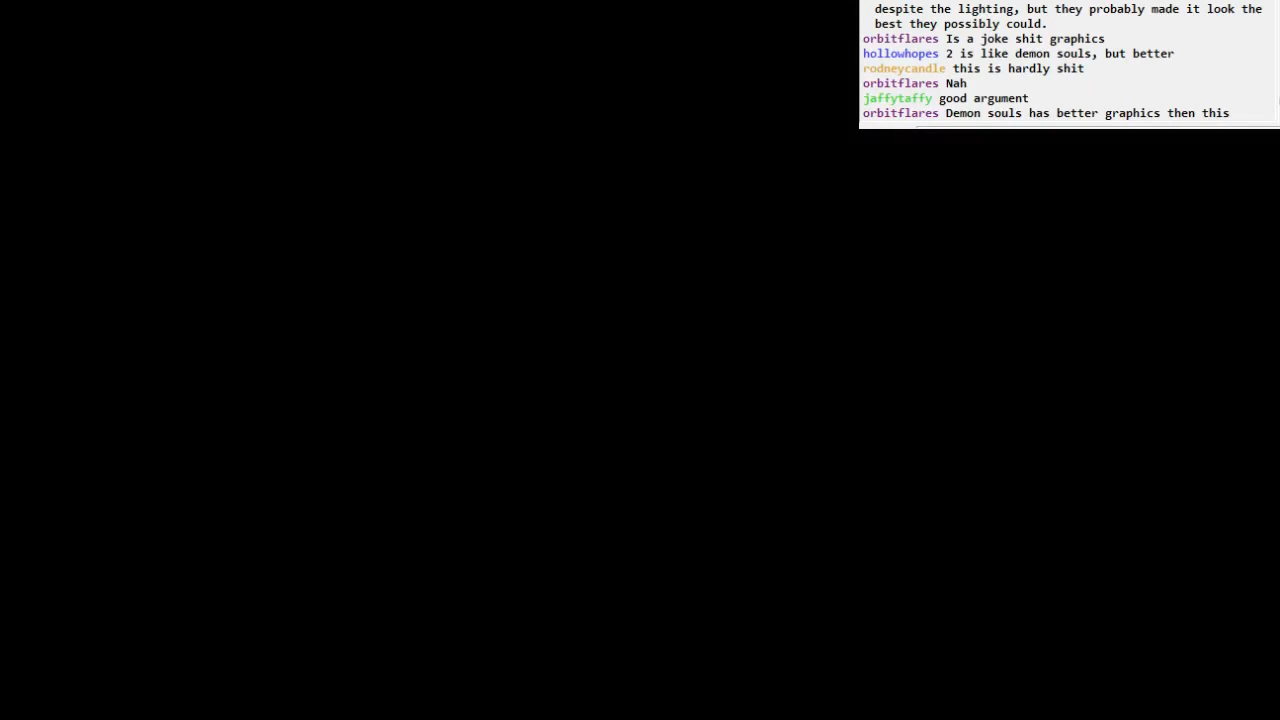 despite the lighting, but they probably made it look the
best they possibly could.
orbitflares Is a joke shit graphics
hollowhopes 2 is like demon souls, but better
rodneycandle this is hardly shit
orbitflares Nah
jaffytaffy good argument
orbitflares Demon souls has better graphics then this